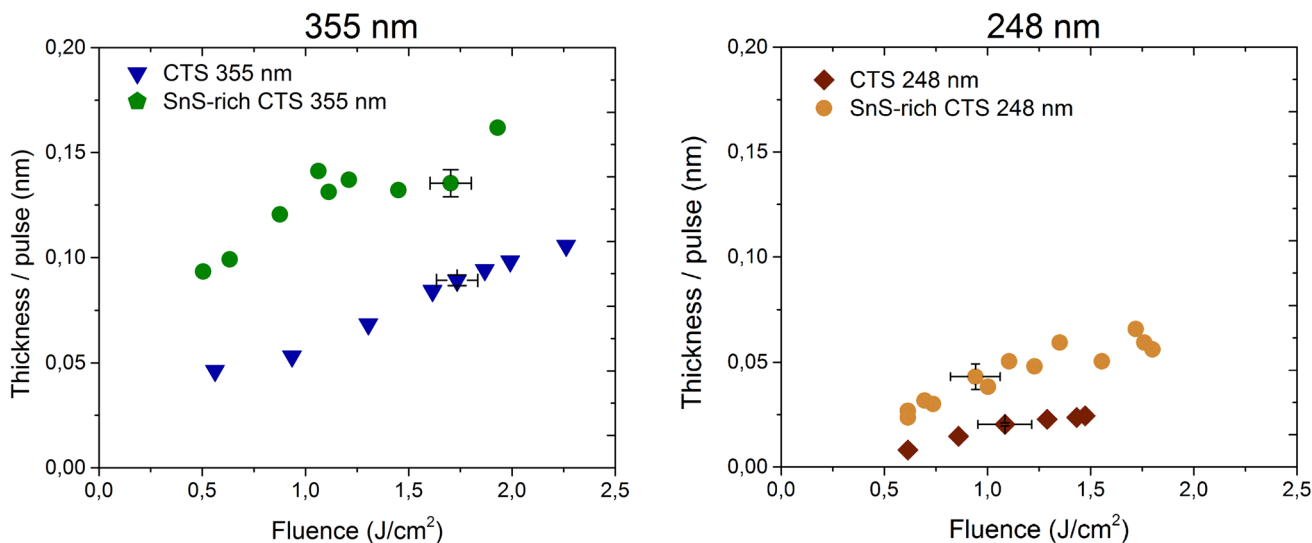 355 nm
CTS 355 nm
SnS-rich CTS 355 nm
0,20
0,15
0,10
0,05
0,00
Thickness / pulse (nm)
0,0 0,5 1,0 1,5 2,0 2,5
Fluence (J/cm²)
248 nm
CTS 248 nm
SnS-rich CTS 248 nm
0,20
0,15
0,10
0,05
0,00
Thickness / pulse (nm)
0,0 0,5 1,0 1,5 2,0 2,5
Fluence (J/cm²)